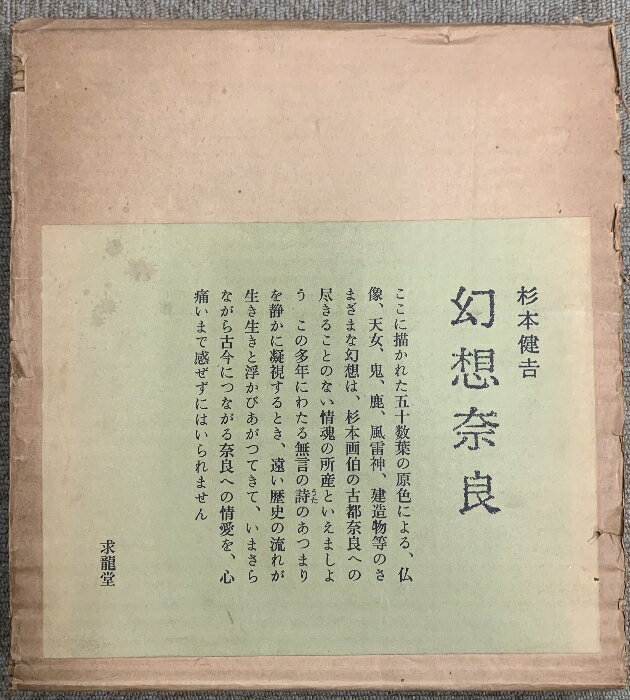 杉本健吉
幻想奈良
ここに描かれた五十数葉の原色による、仏
像、天女、鬼、鹿、風雷神、建造物等のさ
まざまな幻想は、杉本画伯の古都奈良への
尽きることのない情魂の所産といえましょ
う　この多年にわたる無言の詩のあつまり
うた
を静かに凝視するとき、遠い歴史の流れが
生き生きと浮かびあがつてきて、いまさら
ながら古今につながる奈良への情愛を、心
痛いまで感ぜずにはいられません
求龍堂